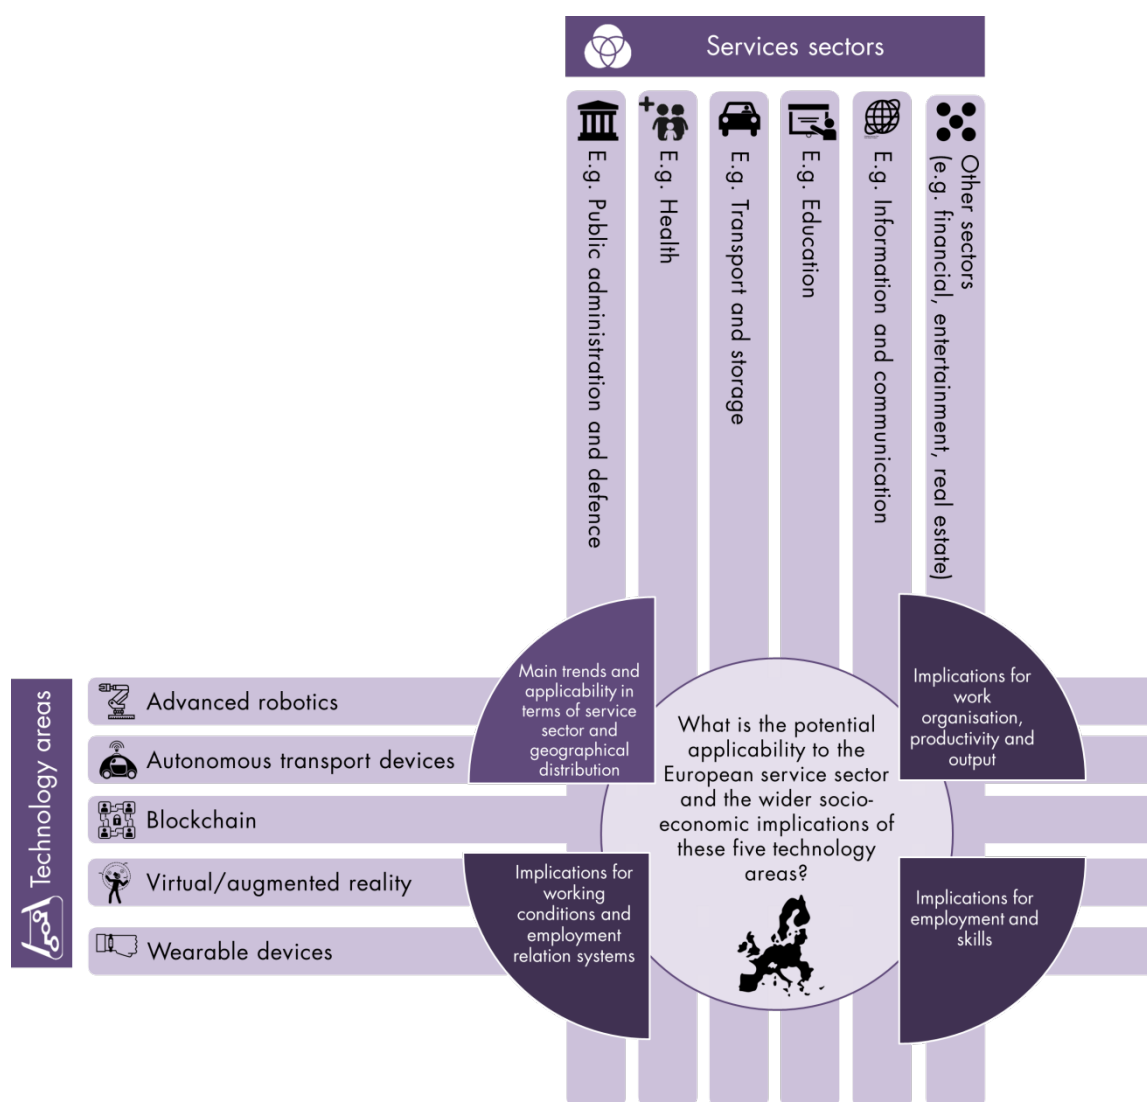 Services sectors
E.g. Public administration and defence
E.g. Health
E.g. Transport and storage
E.g. Education
E.g. Information and communication
Other sectors
(e.g. financial, entertainment, real estate)
Technology areas
Advanced robotics
Autonomous transport devices
Blockchain
Virtual/augmented reality
Wearable devices
Main trends and
applicability in
terms of service
sector and
geographical
distribution
Implications for
work
organisation,
productivity and
output
What is the potential
applicability to the
European service sector
and the wider socio-
economic implications of
these five technology
areas?
Implications for
working
conditions and
employment
relation systems
Implications for
employment and
skills